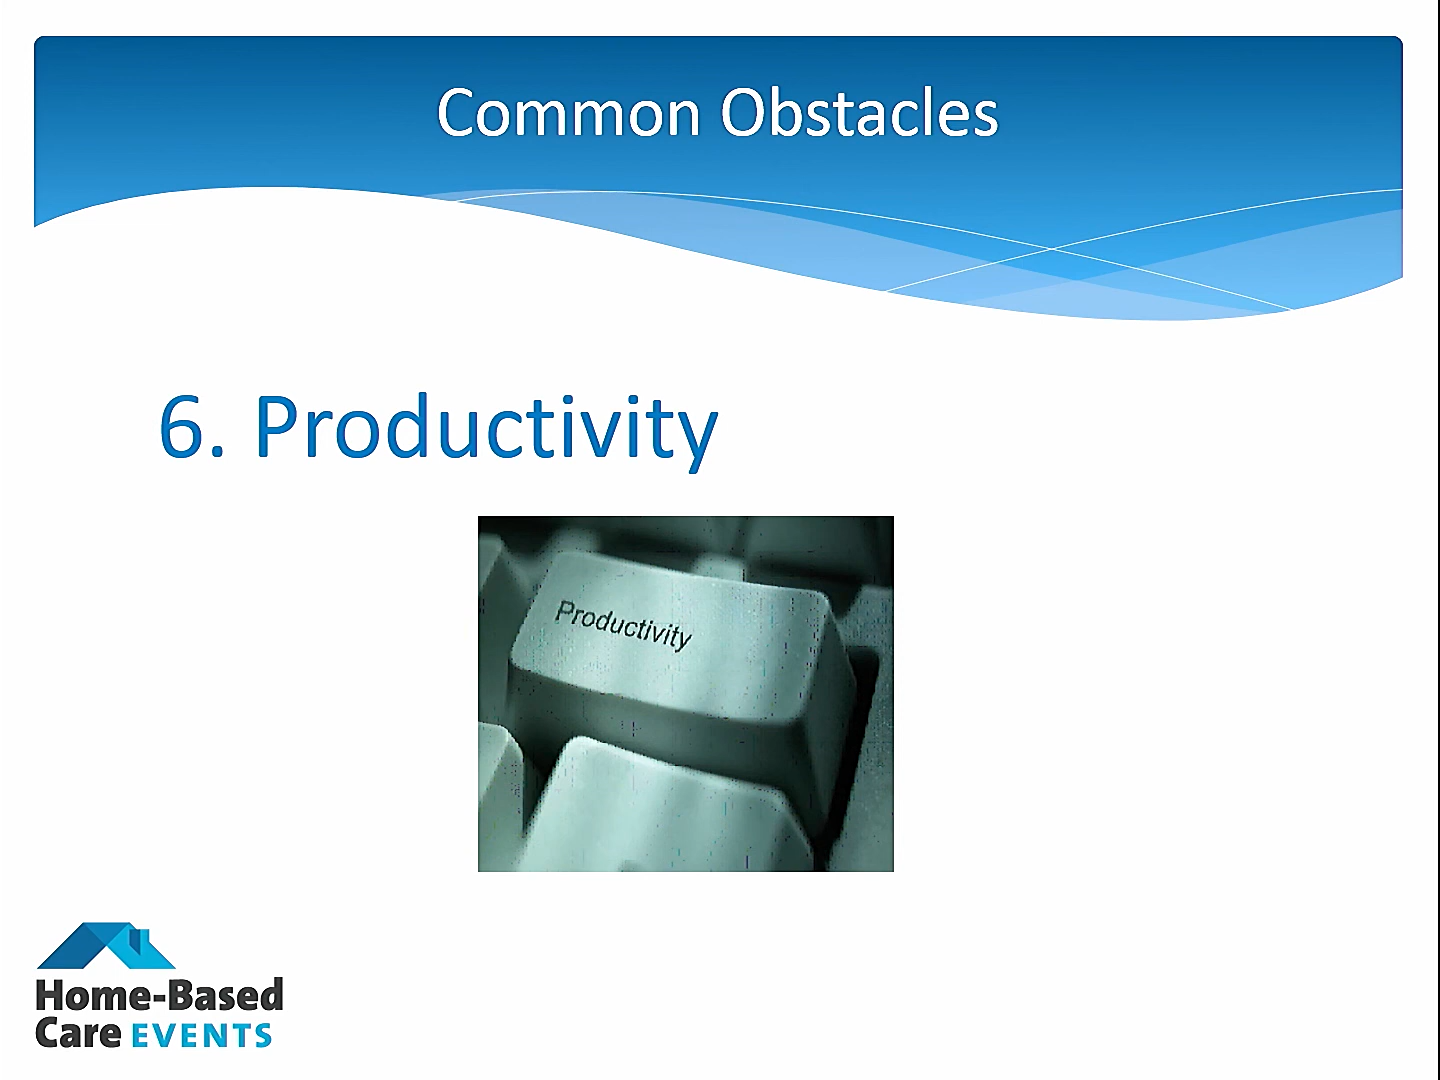 Common Obstacles
6. Productivity
Productivity
Home-Based
Care EVENTS